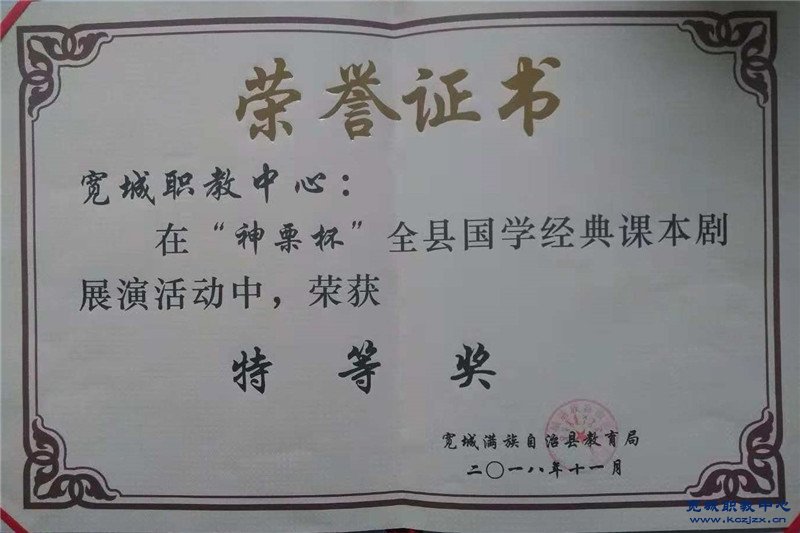 荣誉证书
宽城职教中心：
在“神栗杯”全县国学经典课本剧
展演活动中，荣获
特等奖
宽城满族自治县教育局
二〇一八年十一月
宽城职教中心
www.kczjzx.cn